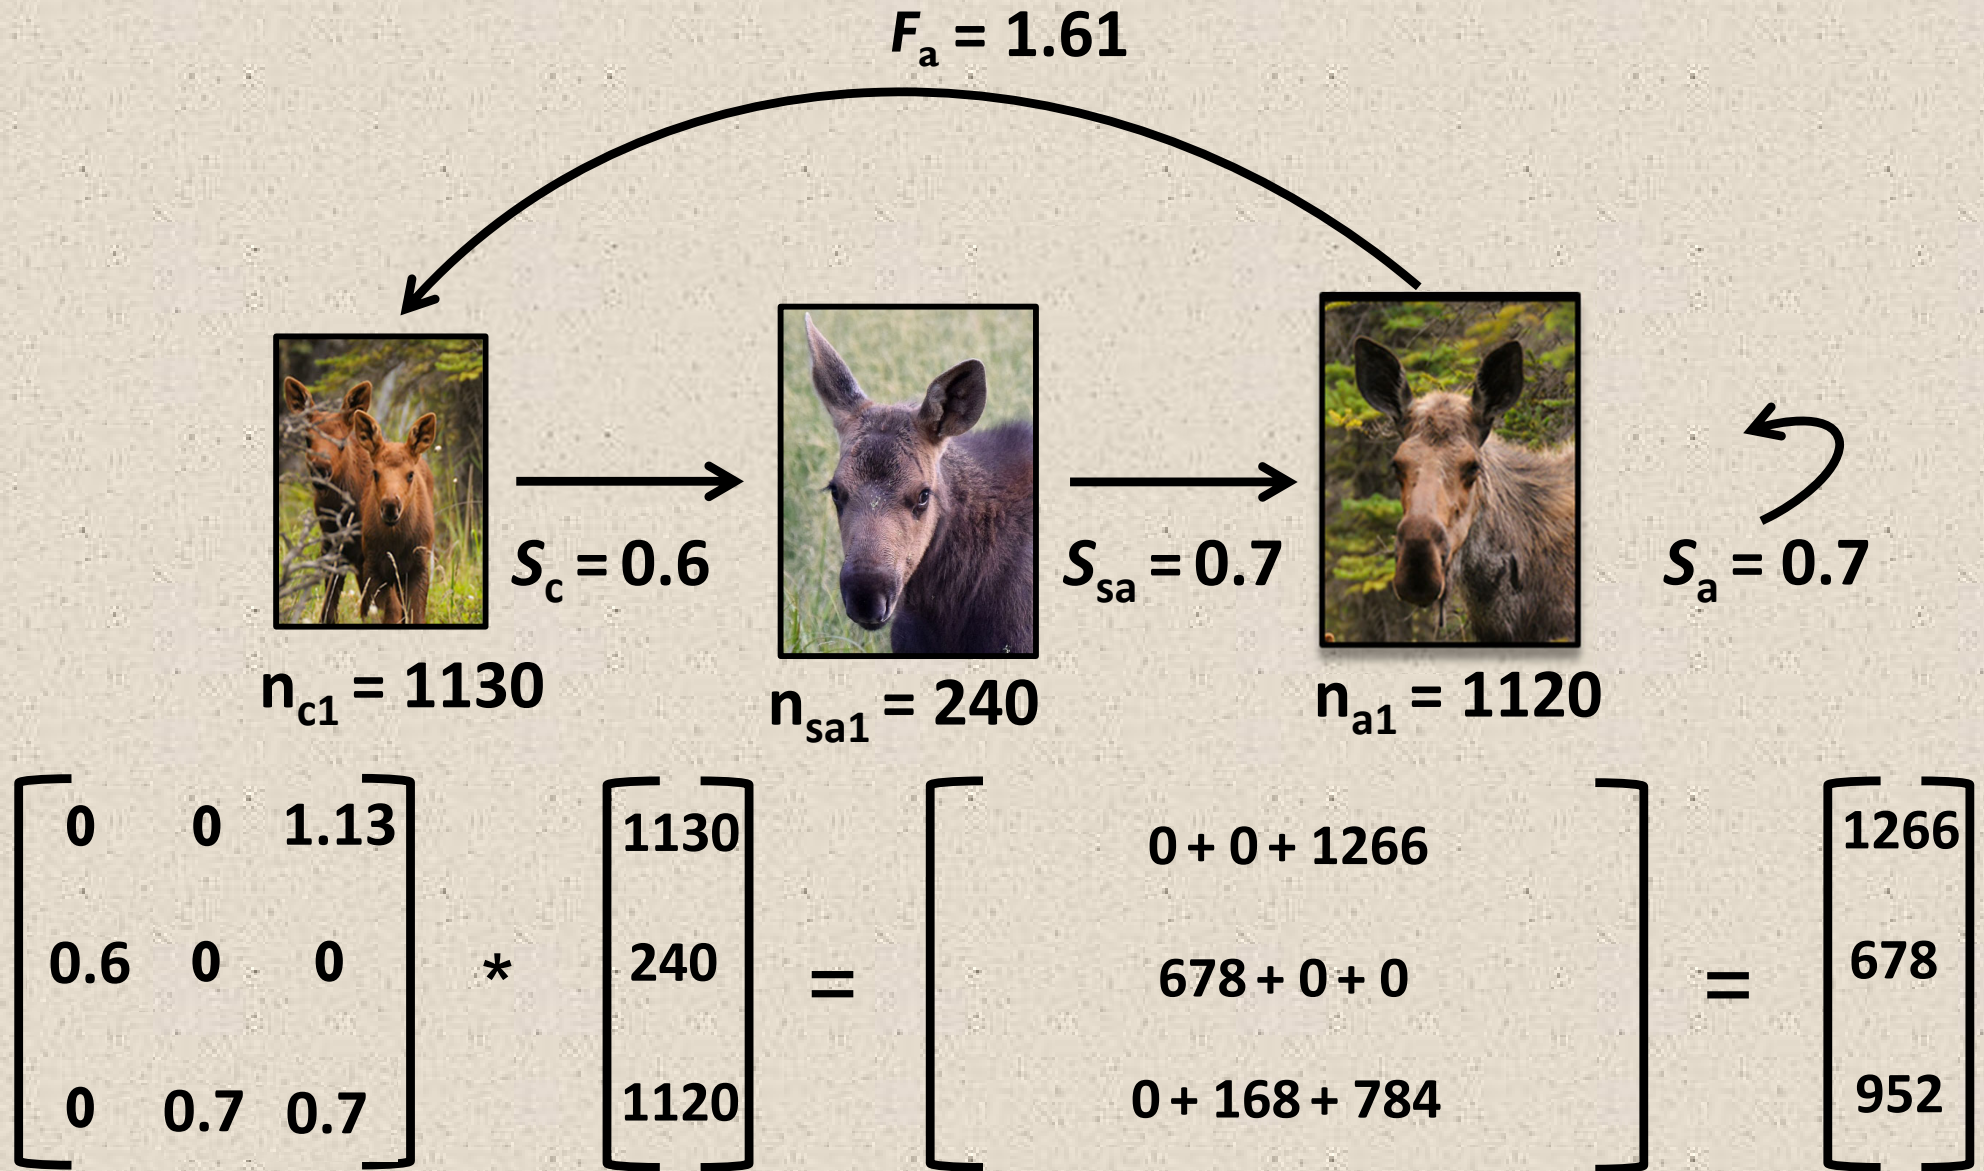 Fa = 1.61
Sc = 0.6
Ssa = 0.7
Sa = 0.7
nc1 = 1130
nsa1 = 240
na1 = 1120
0 0 1.13
0.6 0 0
0 0.7 0.7
*
1130
240
1120
=
0 + 0 + 1266
678 + 0 + 0
0 + 168 + 784
=
1266
678
952